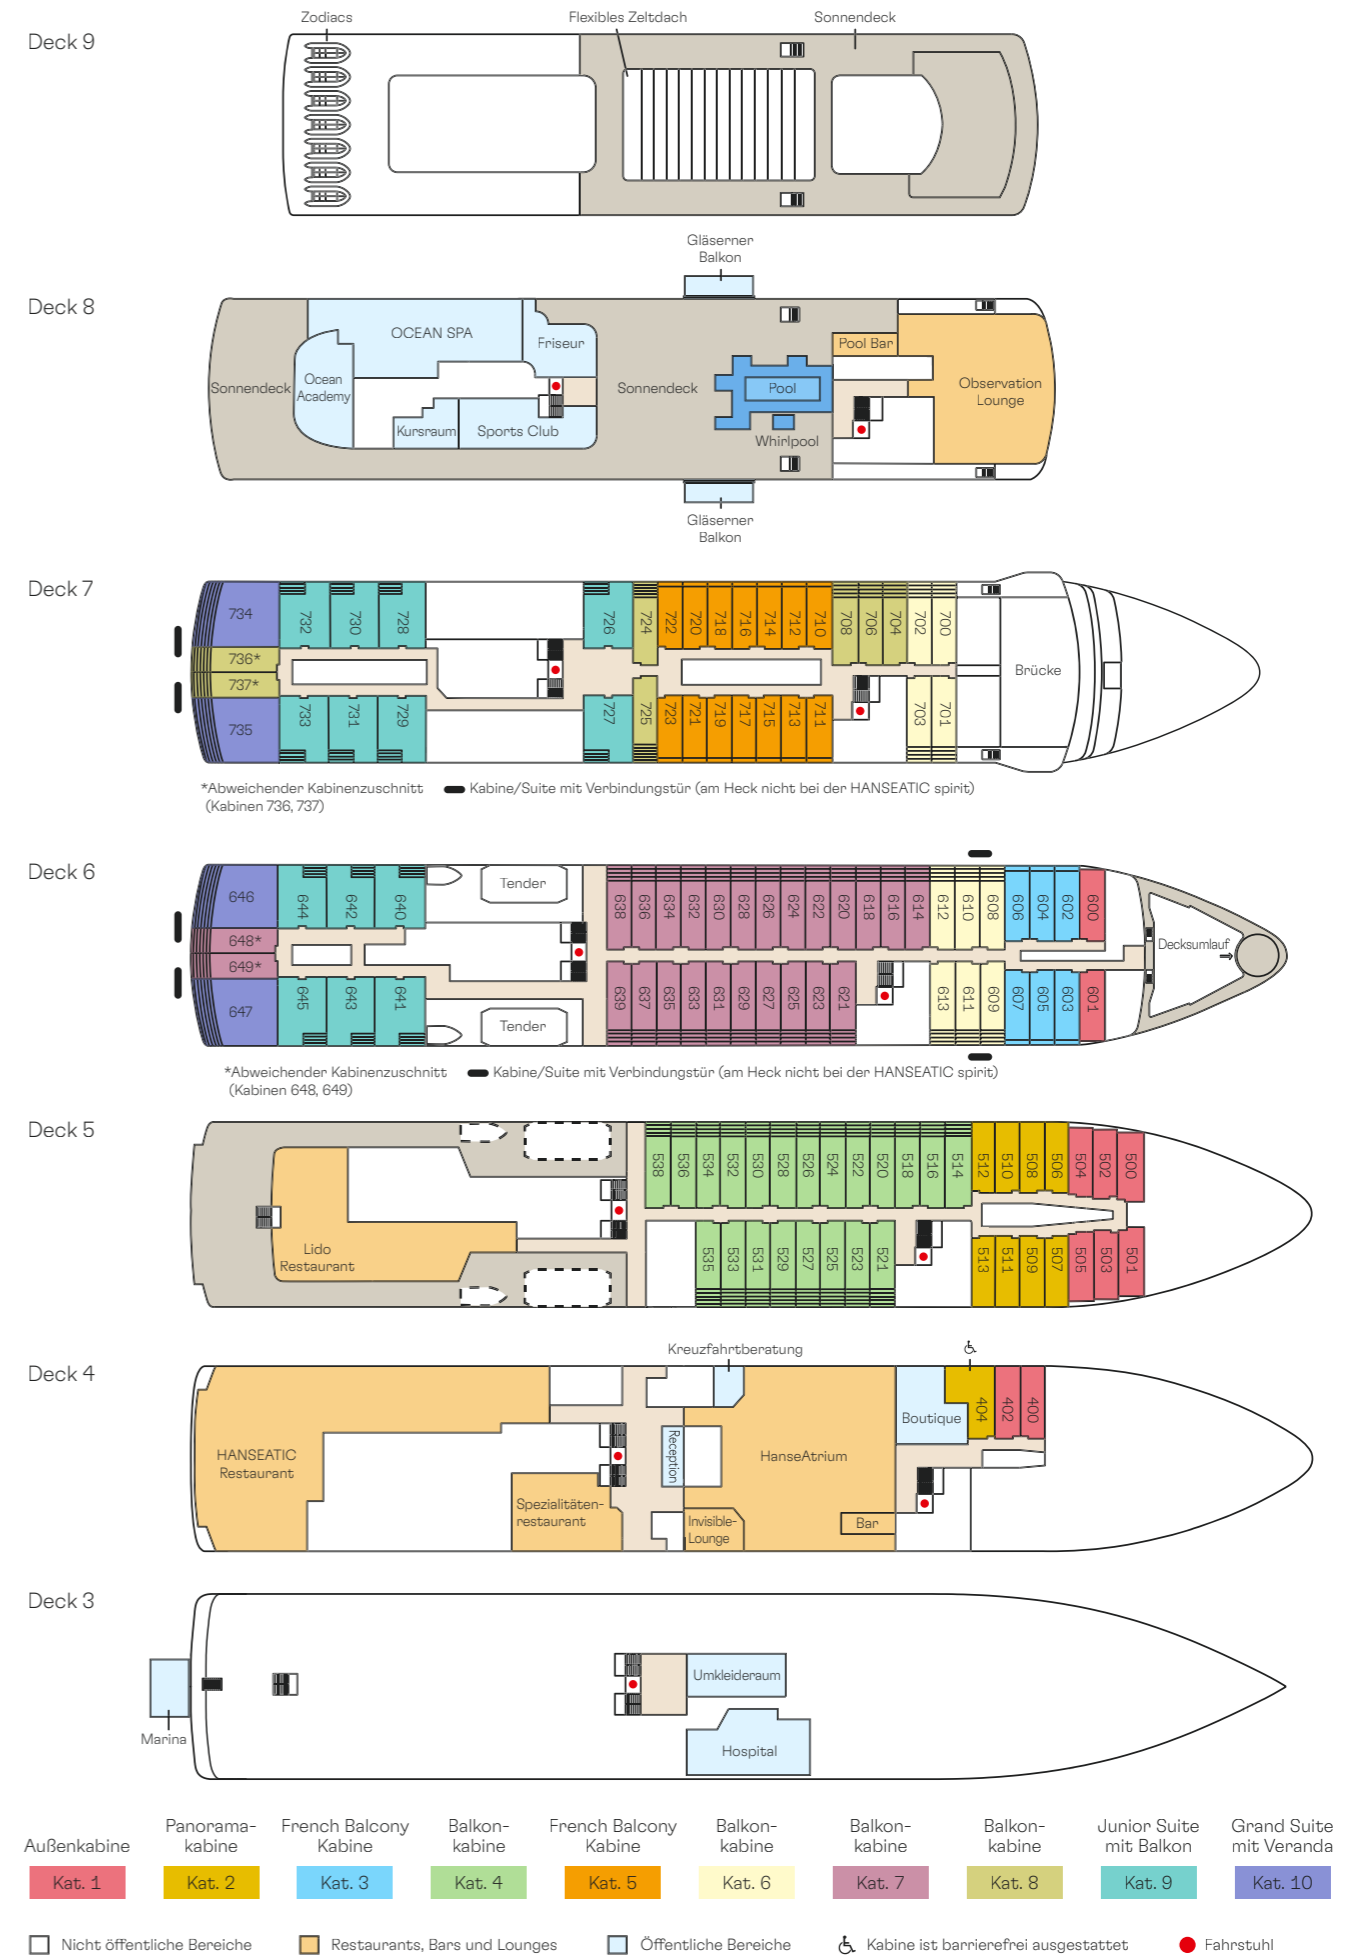 Zodiacs
Flexibles Zeltdach
Sonnendeck
Deck 9
Gläserner
Balkon
Deck 8
OCEAN SPA
Friseur
Pool Bar
Sonnendeck
Ocean
Academy
Sonnendeck
Pool
Observation
Lounge
Kursraum
Sports Club
Whirlpool
Gläserner
Balkon
Deck 7
734
732
730
728
726
724
722
720
718
716
714
712
710
708
706
704
702
700
736*
737*
Brücke
735
733
731
729
727
725
723
721
719
717
715
713
711
703
701
*Abweichender Kabinenzuschnitt
(Kabinen 736, 737)
Kabine/Suite mit Verbindungstür (am Heck nicht bei der HANSEATIC spirit)
Deck 6
646
644
642
640
Tender
638
636
634
632
630
628
626
624
622
620
618
616
614
612
610
608
606
604
602
600
648*
649*
Decksumlauf
647
645
643
641
Tender
639
637
635
633
631
629
627
625
623
621
613
611
609
607
605
603
601
*Abweichender Kabinenzuschnitt
(Kabinen 648, 649)
Kabine/Suite mit Verbindungstür (am Heck nicht bei der HANSEATIC spirit)
Deck 5
538
536
534
532
530
528
526
524
522
520
518
516
514
512
510
508
506
504
502
500
Lido
Restaurant
535
533
531
529
527
525
523
521
513
511
509
507
505
503
501
Kreuzfahrtberatung
Deck 4
HANSEATIC
Restaurant
Reception
HanseAtrium
Boutique
404
402
400
Spezialitäten-
restaurant
Invisible-
Lounge
Bar
Deck 3
Umkleideraum
Marina
Hospital
Außenkabine
Kat. 1
Panorama-
kabine
Kat. 2
French Balcony
Kabine
Kat. 3
Balkon-
kabine
Kat. 4
French Balcony
Kabine
Kat. 5
Balkon-
kabine
Kat. 6
Balkon-
kabine
Kat. 7
Balkon-
kabine
Kat. 8
Junior Suite
mit Balkon
Kat. 9
Grand Suite
mit Veranda
Kat. 10
Nicht öffentliche Bereiche
Restaurants, Bars und Lounges
Öffentliche Bereiche
Kabine ist barrierefrei ausgestattet
Fahrstuhl